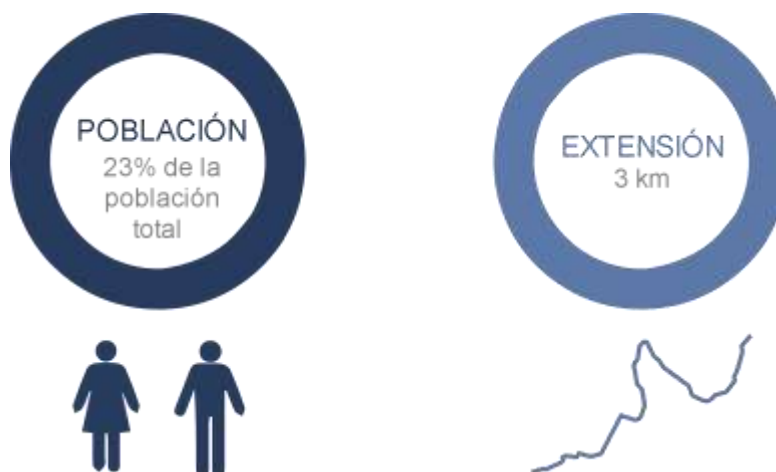 POBLACIÓN
23% de la
población
total
EXTENSIÓN
3 km